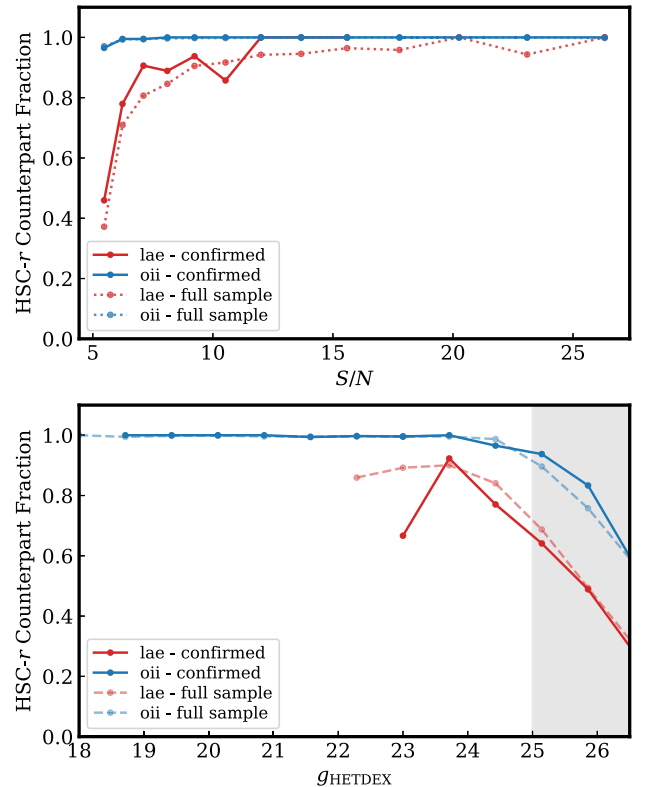 1.0
0.8
0.6
0.4
0.2
0.0
HSC-r Counterpart Fraction
lae - confirmed
oii - confirmed
lae - full sample
oii - full sample
5 10 15 20 25
S/N
1.0
0.8
0.6
0.4
0.2
0.0
HSC-r Counterpart Fraction
lae - confirmed
oii - confirmed
lae - full sample
oii - full sample
18 19 20 21 22 23 24 25 26
gHETDEX